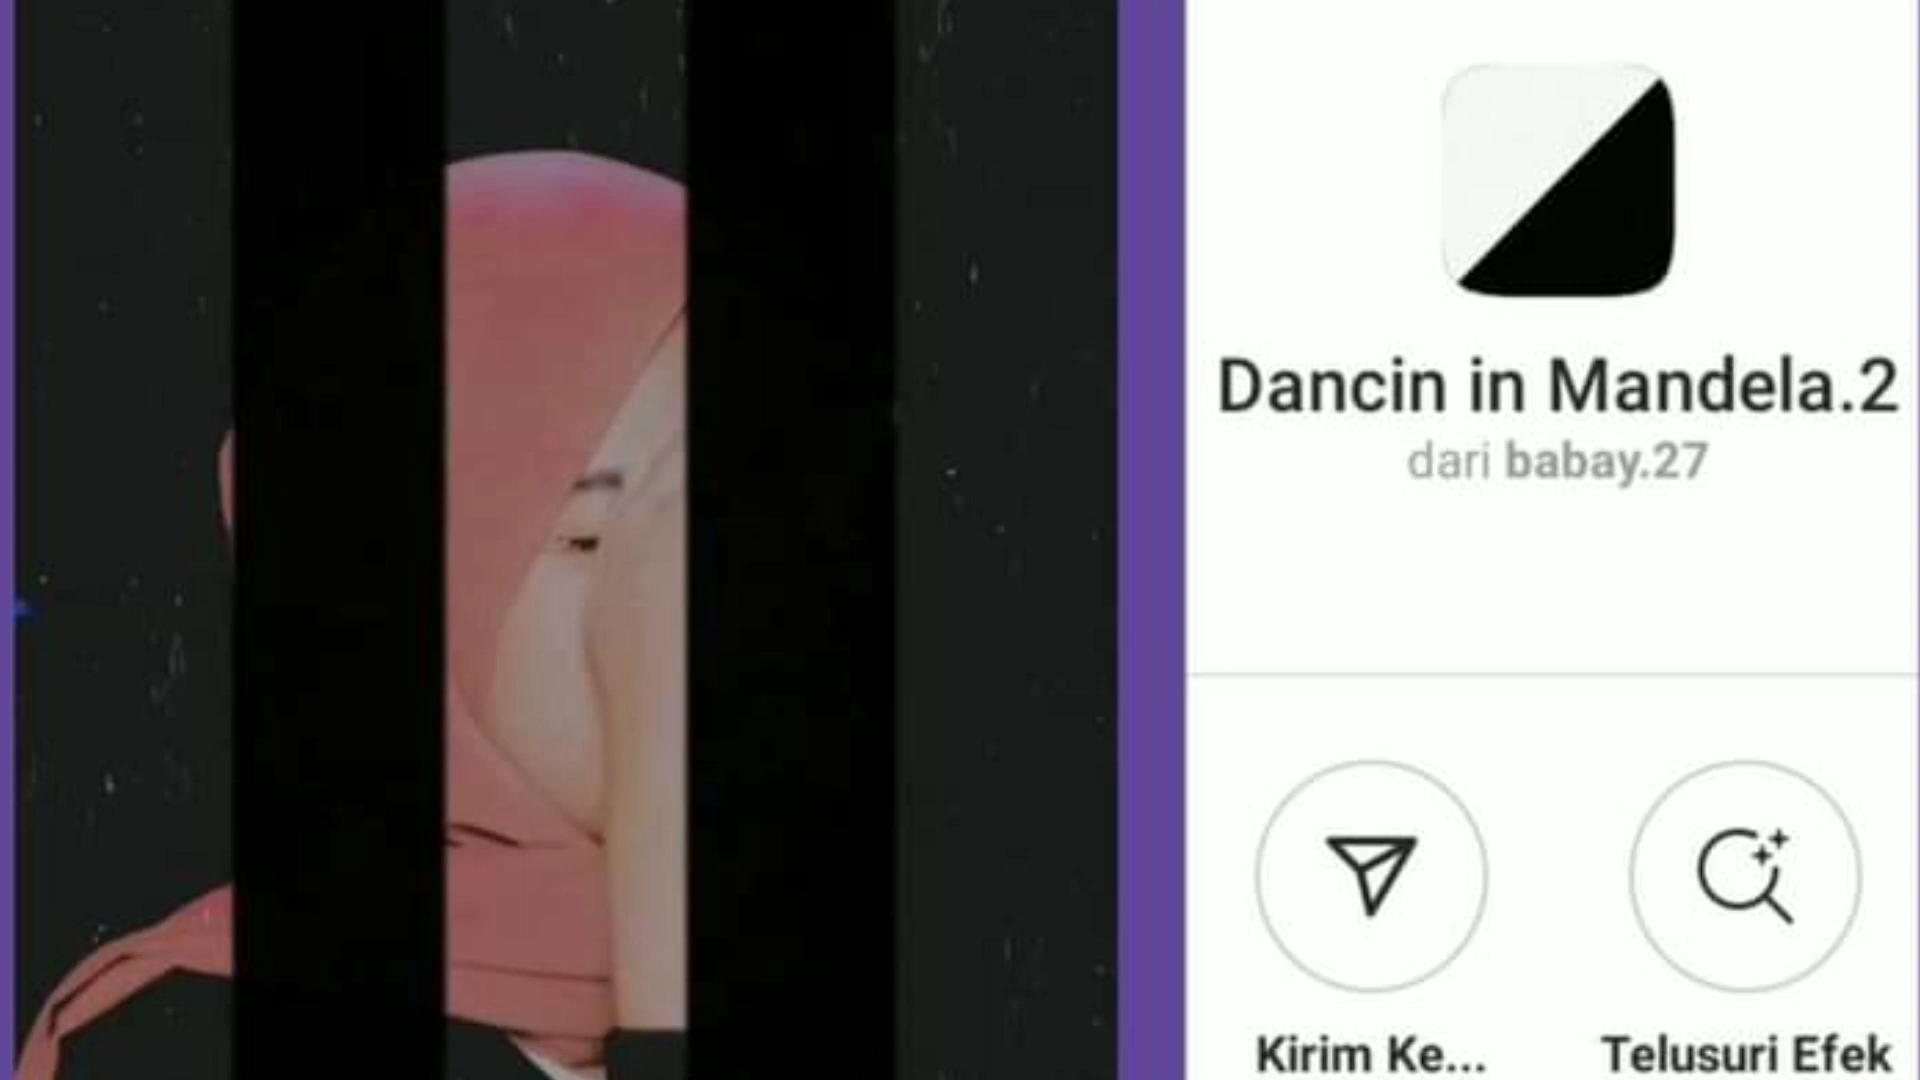 Dancin in Mandela.2
dari babay.27
Kirim Ke...
Telusuri Efek